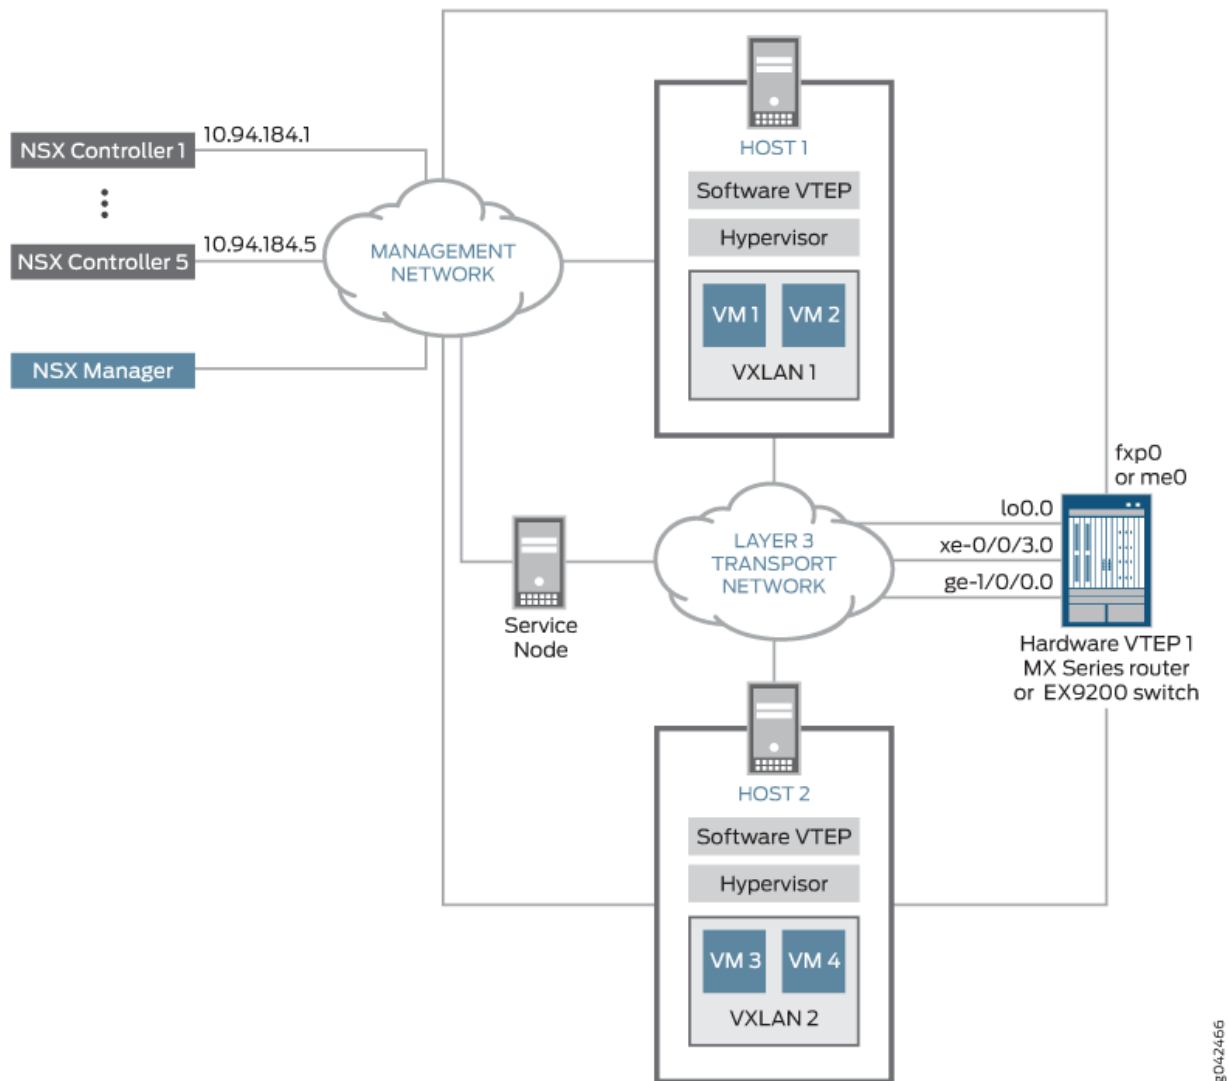 NSX Controller 1
10.94.184.1
NSX Controller 5
10.94.184.5
NSX Manager
MANAGEMENT
NETWORK
HOST 1
Software VTEP
Hypervisor
VM 1
VM 2
VXLAN 1
fxp0
or me0
lo0.0
xe-0/0/3.0
ge-1/0/0.0
LAYER 3
TRANSPORT
NETWORK
Service
Node
Hardware VTEP 1
MX Series router
or EX9200 switch
HOST 2
Software VTEP
Hypervisor
VM 3
VM 4
VXLAN 2
g042466